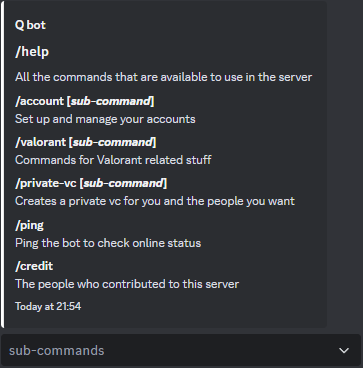 Q bot
/help
All the commands that are available to use in the server
/account [sub-command]
Set up and manage your accounts
/valorant [sub-command]
Commands for Valorant related stuff
/private-vc [sub-command]
Creates a private vc for you and the people you want
/ping
Ping the bot to check online status
/credit
The people who contributed to this server
Today at 21:54
sub-commands